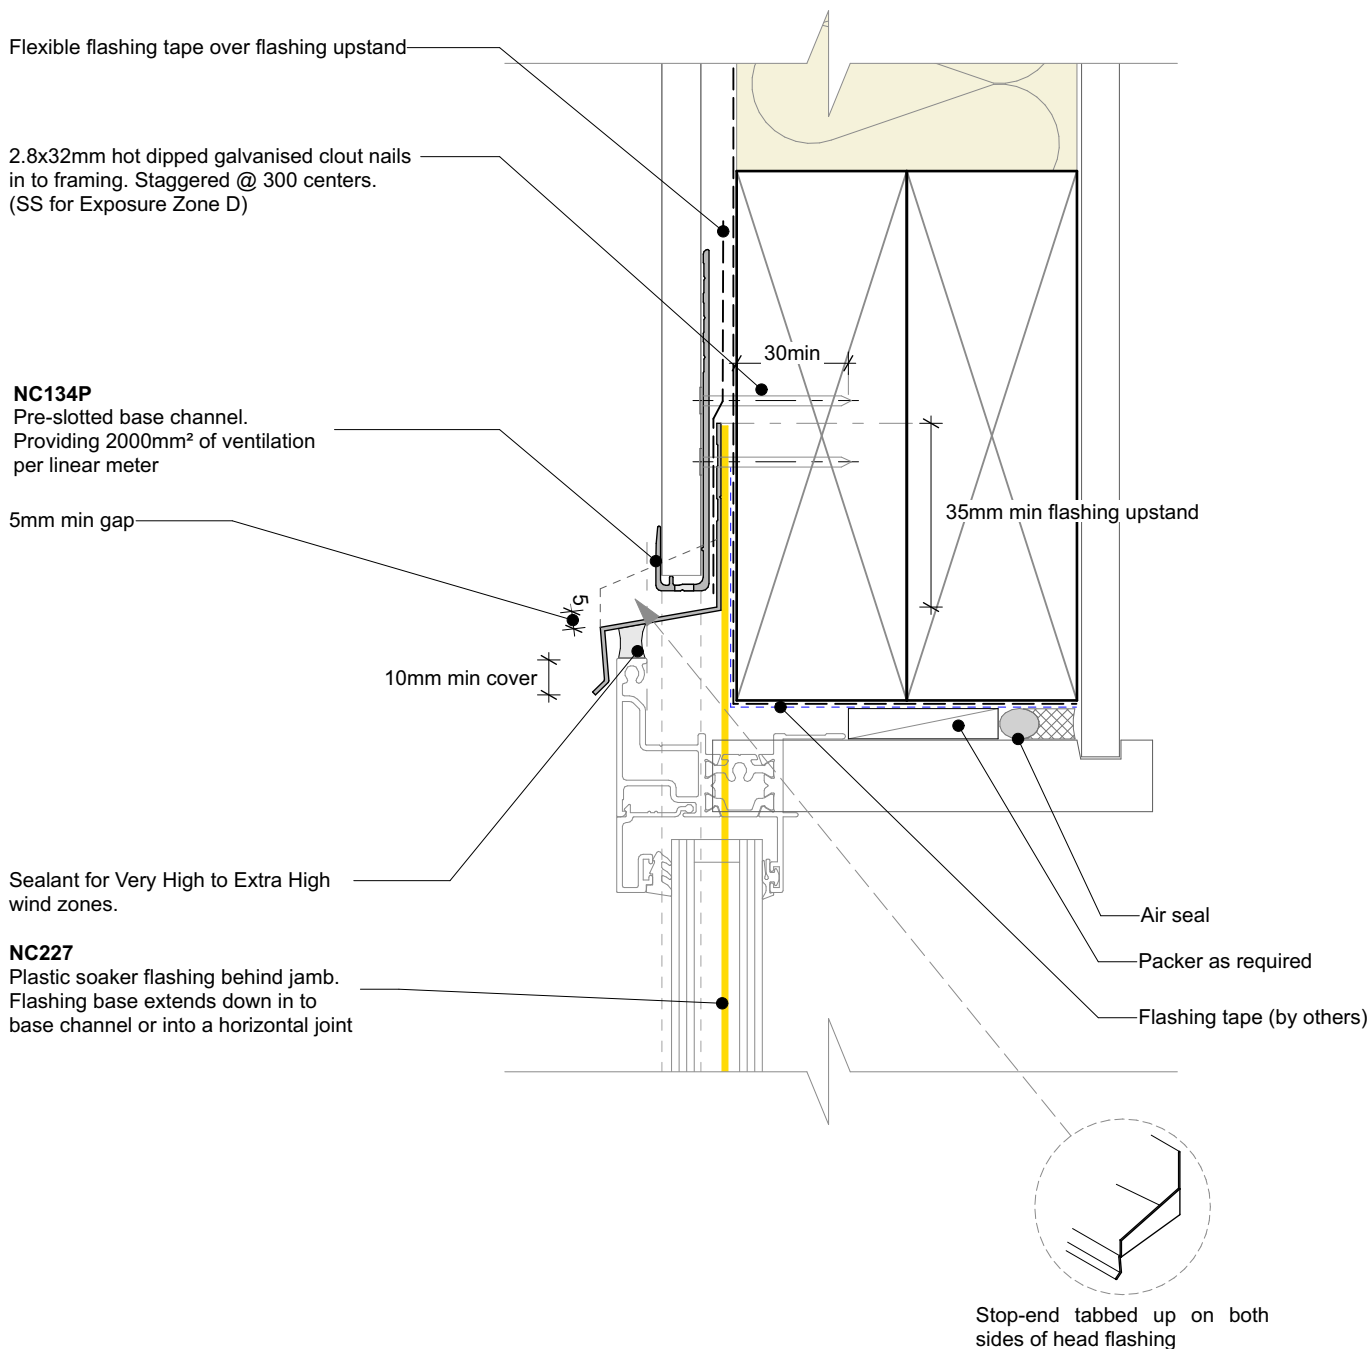 Flexible flashing tape over flashing upstand
2.8x32mm hot dipped galvanised clout nails
in to framing. Staggered @ 300 centers.
(SS for Exposure Zone D)
30min
NC134P
Pre-slotted base channel.
Providing 2000mm² of ventilation
per linear meter
5mm min gap
35mm min flashing upstand
5
10mm min cover
Sealant for Very High to Extra High
wind zones.
NC227
Plastic soaker flashing behind jamb.
Flashing base extends down in to
base channel or into a horizontal joint
Air seal
Packer as required
Flashing tape (by others)
Stop-end tabbed up on both
sides of head flashing